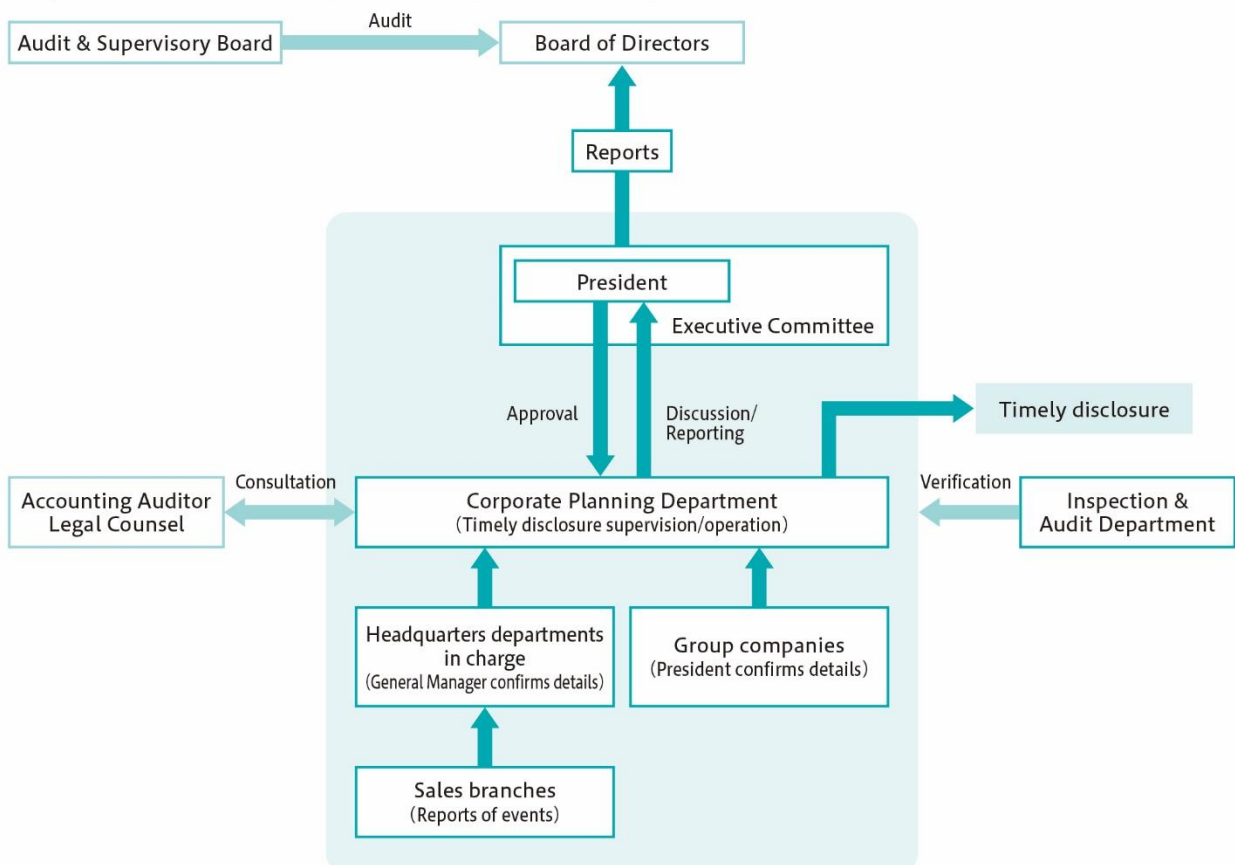 Audit
Audit & Supervisory Board
Board of Directors
Reports
President
Executive Committee
Approval
Discussion/
Reporting
Timely disclosure
Accounting Auditor
Legal Counsel
Consultation
Corporate Planning Department
(Timely disclosure supervision/operation)
Verification
Inspection &
Audit Department
Headquarters departments
in charge
(General Manager confirms details)
Group companies
(President confirms details)
Sales branches
(Reports of events)